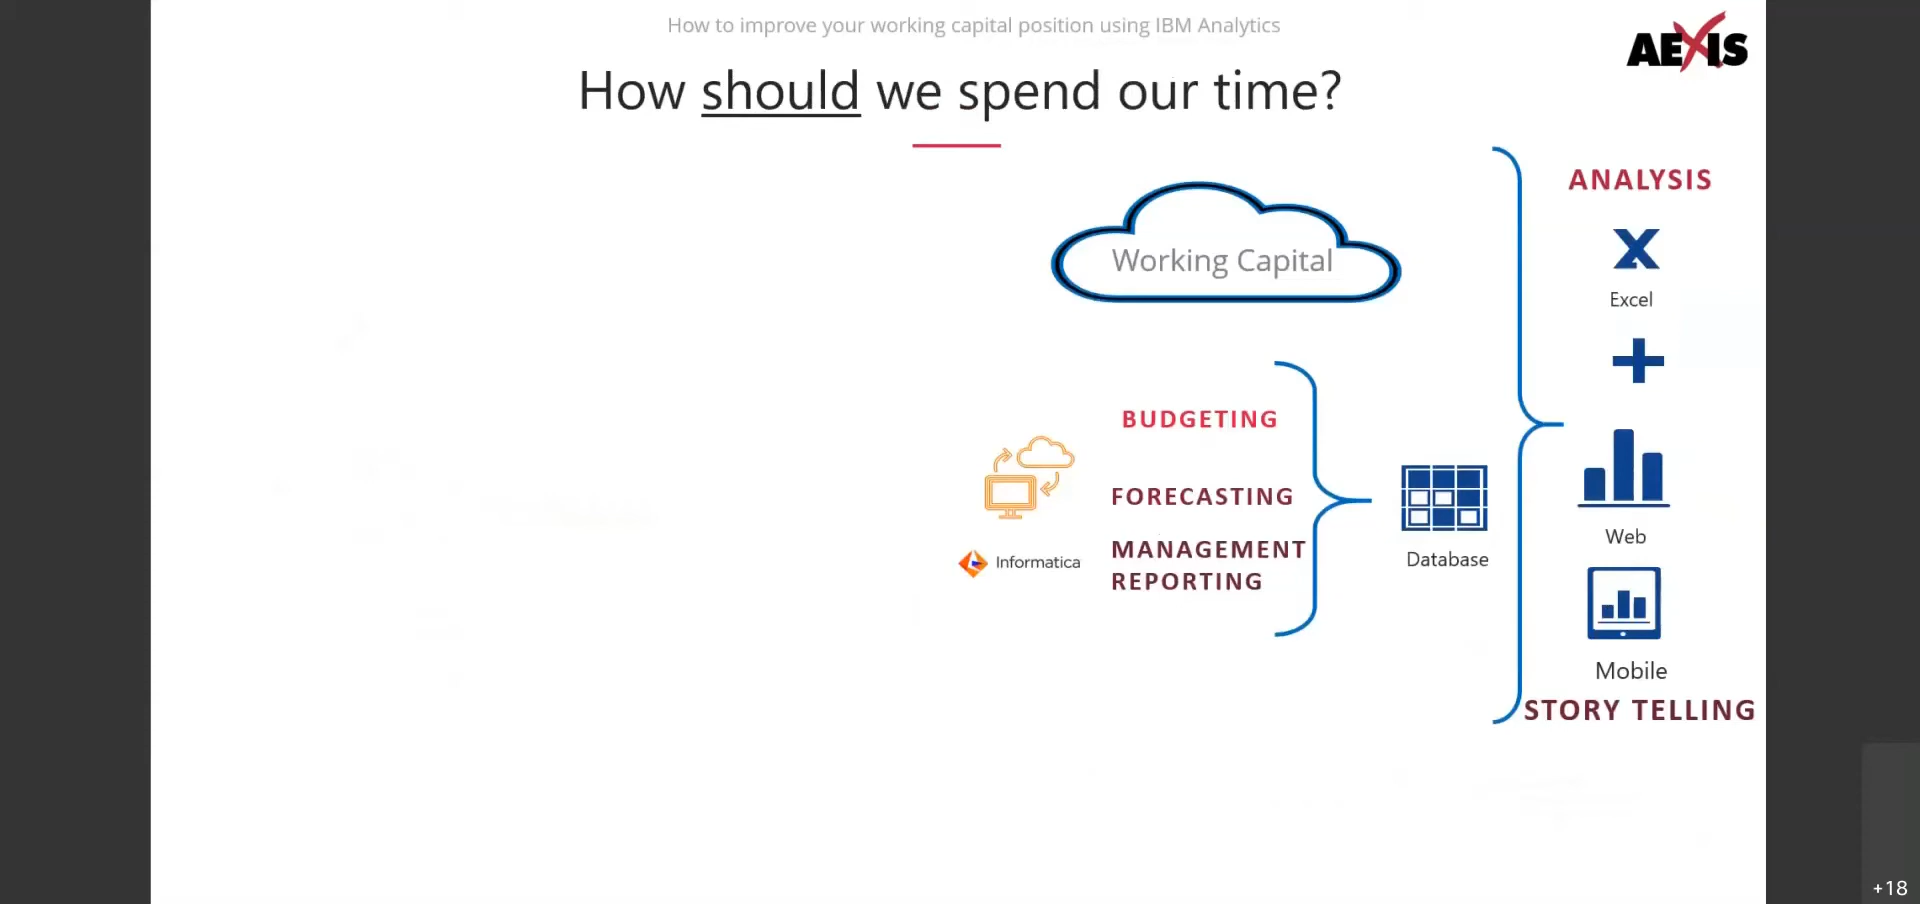 How to improve your working capital position using IBM Analytics
AEXIS
How should we spend our time?
ANALYSIS
Working Capital
Excel
BUDGETING
FORECASTING
MANAGEMENT
REPORTING
Informatica
Database
Web
Mobile
STORY TELLING
+18